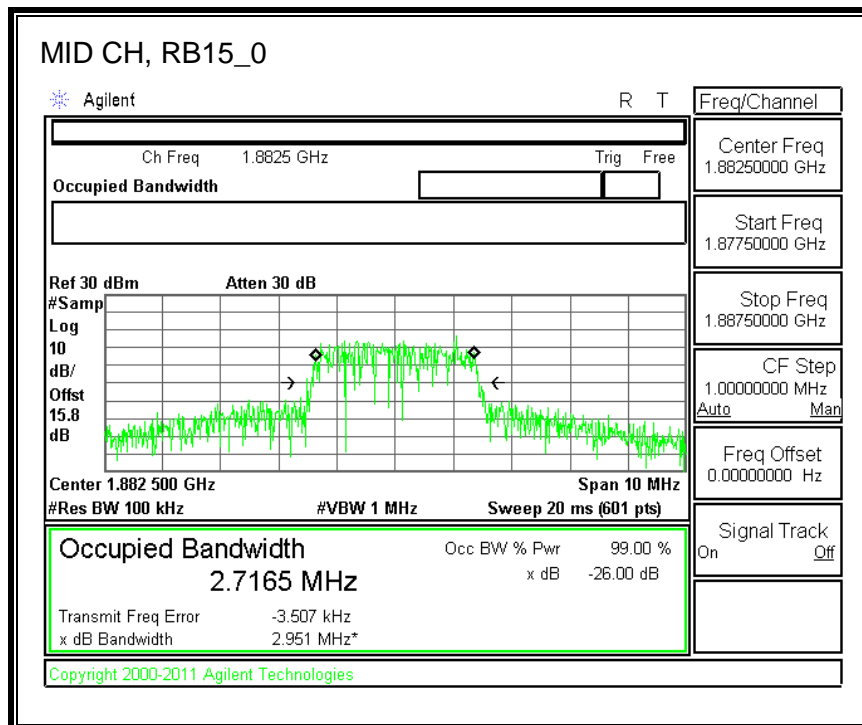 MID CH, RB15_0
Agilent
R T
Ch Freq 1.8825 GHz
Trig Free
Occupied Bandwidth
Ref 30 dBm Atten 30 dB
#Samp
Log
10
dB/
Offst
15.8
dB
Center 1.882 500 GHz Span 10 MHz
#Res BW 100 kHz #VBW 1 MHz Sweep 20 ms (601 pts)
Occupied Bandwidth
2.7165 MHz
Occ BW % Pwr 99.00 %
x dB -26.00 dB
Transmit Freq Error -3.507 kHz
x dB Bandwidth 2.951 MHz*
Copyright 2000-2011 Agilent Technologies
Freq/Channel
Center Freq
1.88250000 GHz
Start Freq
1.87750000 GHz
Stop Freq
1.88750000 GHz
CF Step
1.00000000 MHz
Auto Man
Freq Offset
0.00000000 Hz
Signal Track
On Off